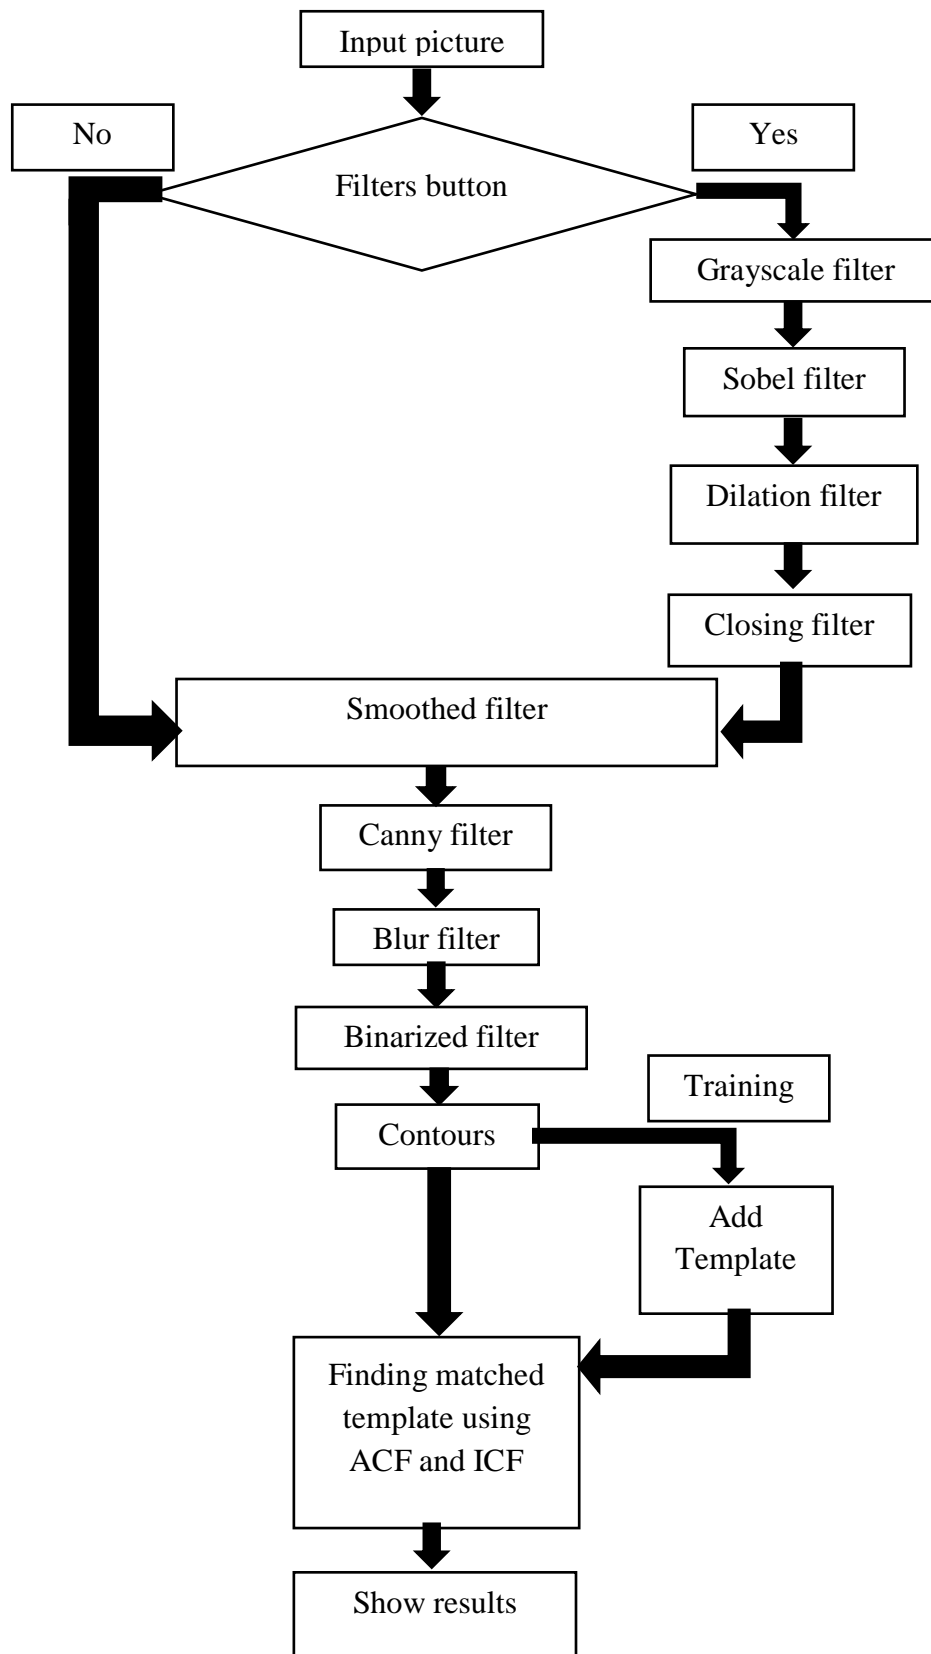 Input picture
No
Yes
Filters button
Grayscale filter
Sobel filter
Dilation filter
Closing filter
Smoothed filter
Canny filter
Blur filter
Binarized filter
Training
Contours
Add
Template
Finding matched
template using
ACF and ICF
Show results